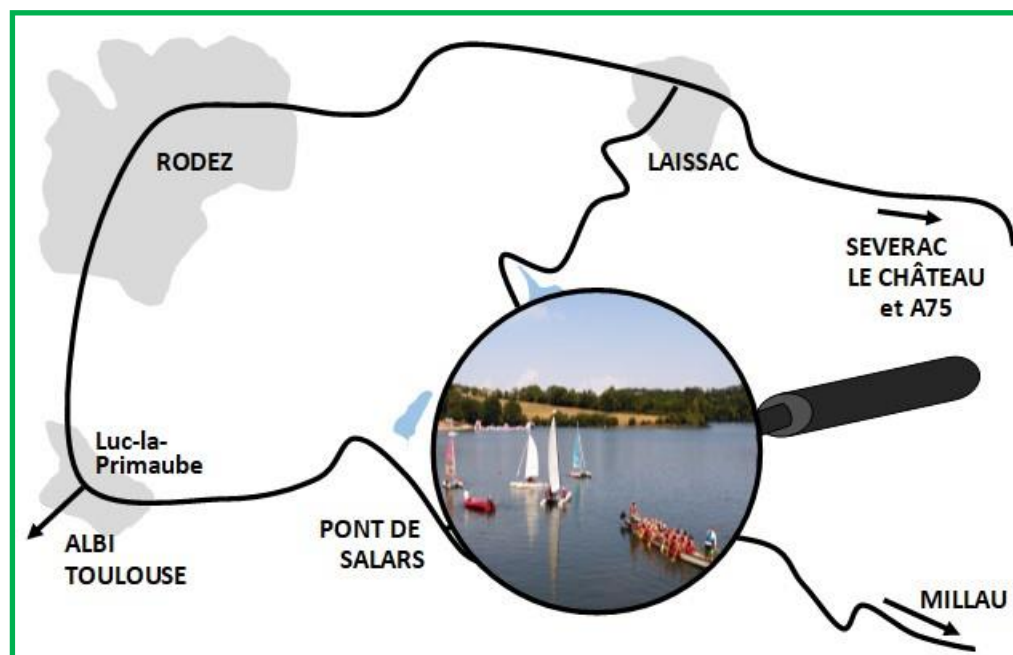 RODEZ
LAISSAC
SEVERAC
LE CHÂTEAU
et A75
Luc-la-
Primaube
PONT DE
SALARS
ALBI
TOULOUSE
MILLAU